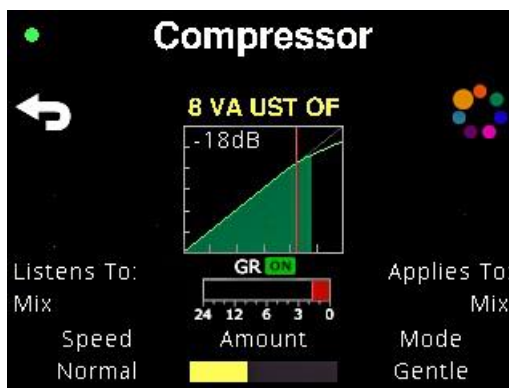 Compressor
8 VA UST OF
-18dB
GR ON
Listens To:
Applies To
Mix
Mix
24 12 6 3 0
Speed
Amount
Mode
Normal
Gentle